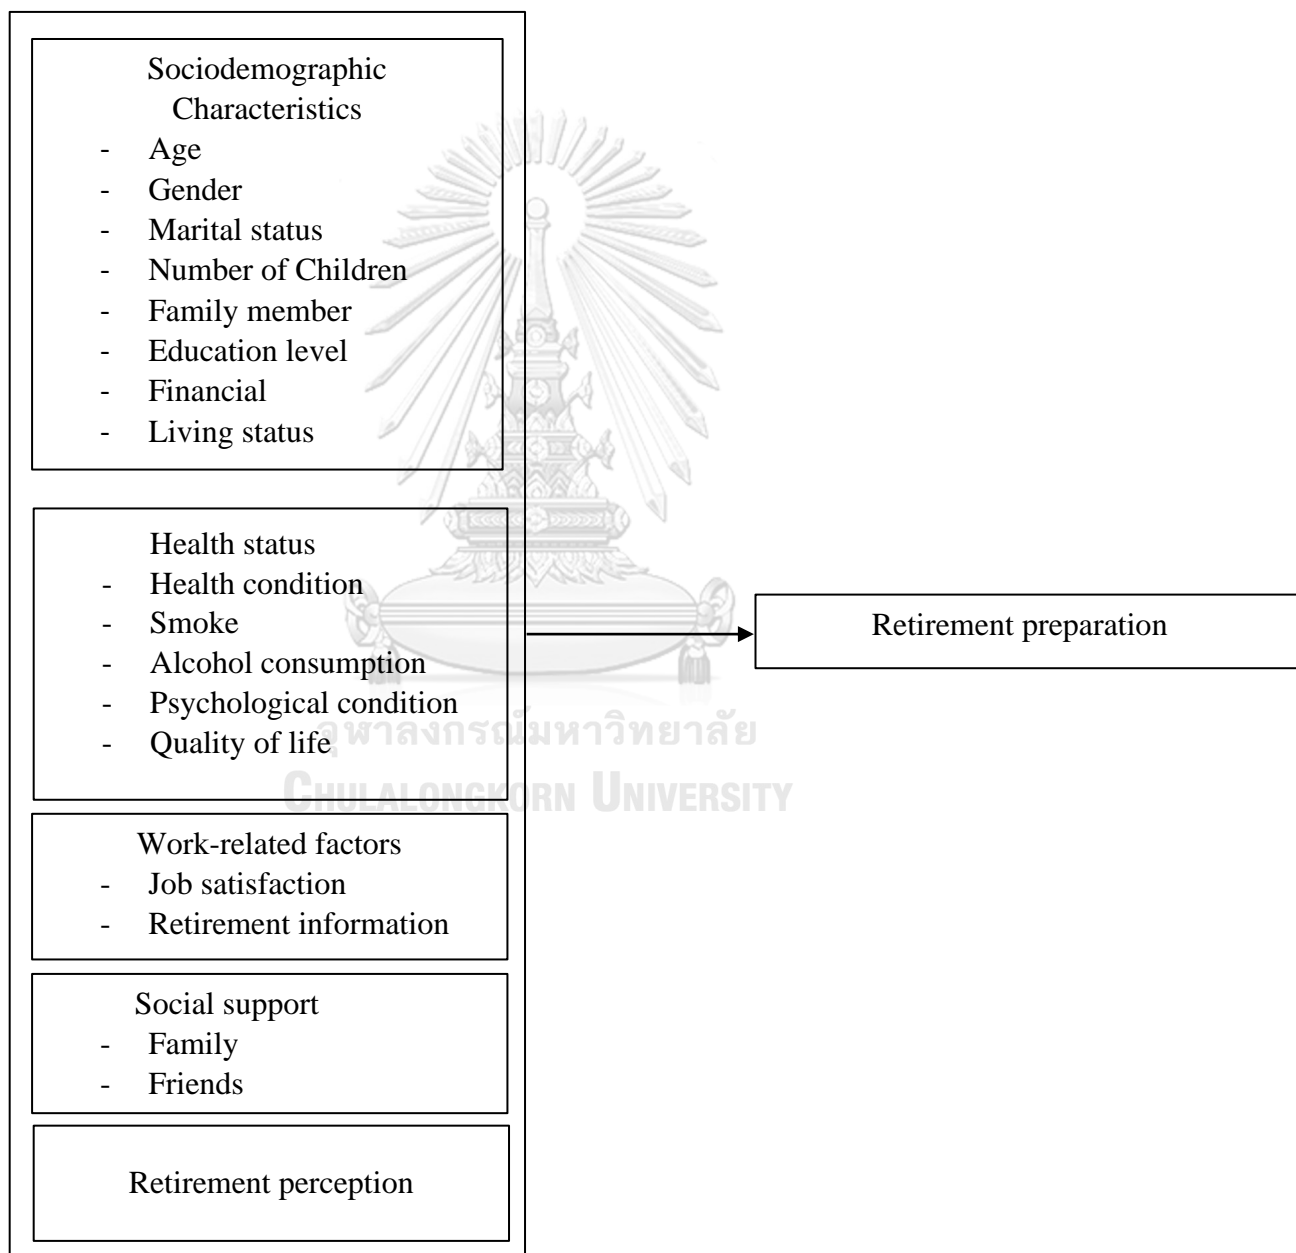 Sociodemographic
Characteristics
- Age
- Gender
- Marital status
- Number of Children
- Family member
- Education level
- Financial
- Living status
Health status
- Health condition
- Smoke
- Alcohol consumption
- Psychological condition
- Quality of life
Work-related factors
- Job satisfaction
- Retirement information
Social support
- Family
- Friends
Retirement perception
Retirement preparation
จุฬาลงกรณ์มหาวิทยาลัย
CHULALONGKORN UNIVERSITY